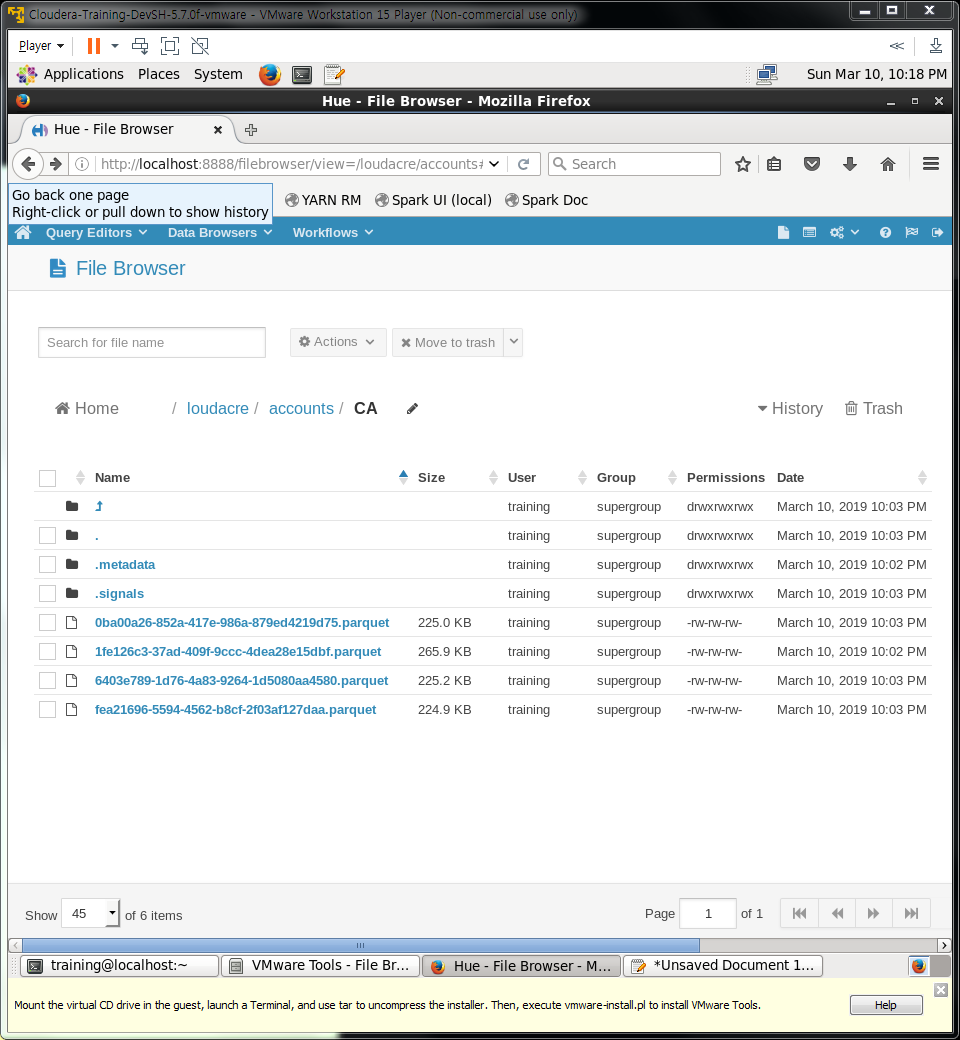 Cloudera-Training-DevSH-5.7.0f-vmware - VMware Workstation 15 Player (Non-commercial use only)
Player
Applications Places System Sun Mar 10, 10:18 PM
Hue - File Browser - Mozilla Firefox
Hue - File Browser
http://localhost:8888/filebrowser/view=/loudacre/accounts# Search
Go back one page
Right-click or pull down to show history
YARN RM Spark UI (local) Spark Doc
Query Editors Data Browsers Workflows
File Browser
Search for file name Actions Move to trash
Home / loudacre / accounts / CA History Trash
Name Size User Group Permissions Date
training supergroup drwxrwxrwx March 10, 2019 10:03 PM
. training supergroup drwxrwxrwx March 10, 2019 10:03 PM
.metadata training supergroup drwxrwxrwx March 10, 2019 10:02 PM
.signals training supergroup drwxrwxrwx March 10, 2019 10:03 PM
0ba00a26-852a-417e-986a-879ed4219d75.parquet 225.0 KB training supergroup -rw-rw-rw- March 10, 2019 10:03 PM
1fe126c3-37ad-409f-9ccc-4dea28e15dbf.parquet 265.9 KB training supergroup -rw-rw-rw- March 10, 2019 10:02 PM
6403e789-1d76-4a83-9264-1d5080aa4580.parquet 225.2 KB training supergroup -rw-rw-rw- March 10, 2019 10:03 PM
fea21696-5594-4562-b8cf-2f03af127daa.parquet 224.9 KB training supergroup -rw-rw-rw- March 10, 2019 10:03 PM
Show 45 of 6 items Page 1 of 1
training@localhost:~ VMware Tools - File Br... Hue - File Browser - M... *Unsaved Document 1...
Mount the virtual CD drive in the guest, launch a Terminal, and use tar to uncompress the installer. Then, execute vmware-install.pl to install VMware Tools. Help